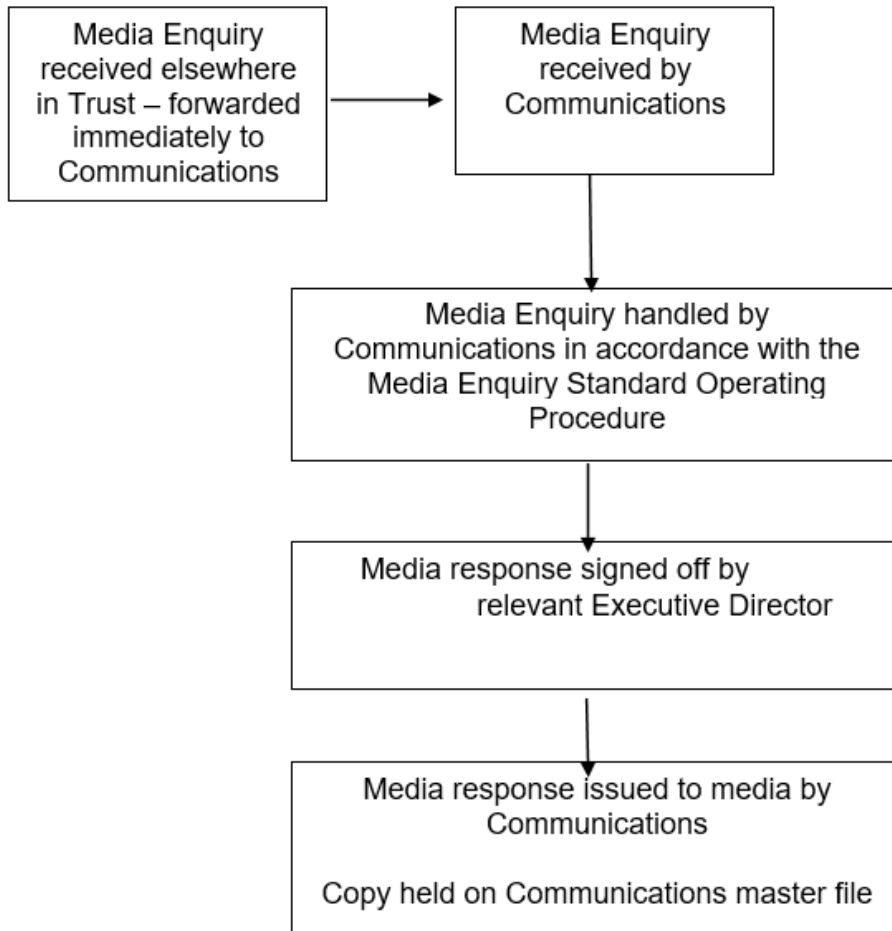 Media Enquiry
received elsewhere
in Trust – forwarded
immediately to
Communications
Media Enquiry
received by
Communications
Media Enquiry handled by
Communications in accordance with the
Media Enquiry Standard Operating
Procedure
Media response signed off by
relevant Executive Director
Media response issued to media by
Communications
Copy held on Communications master file